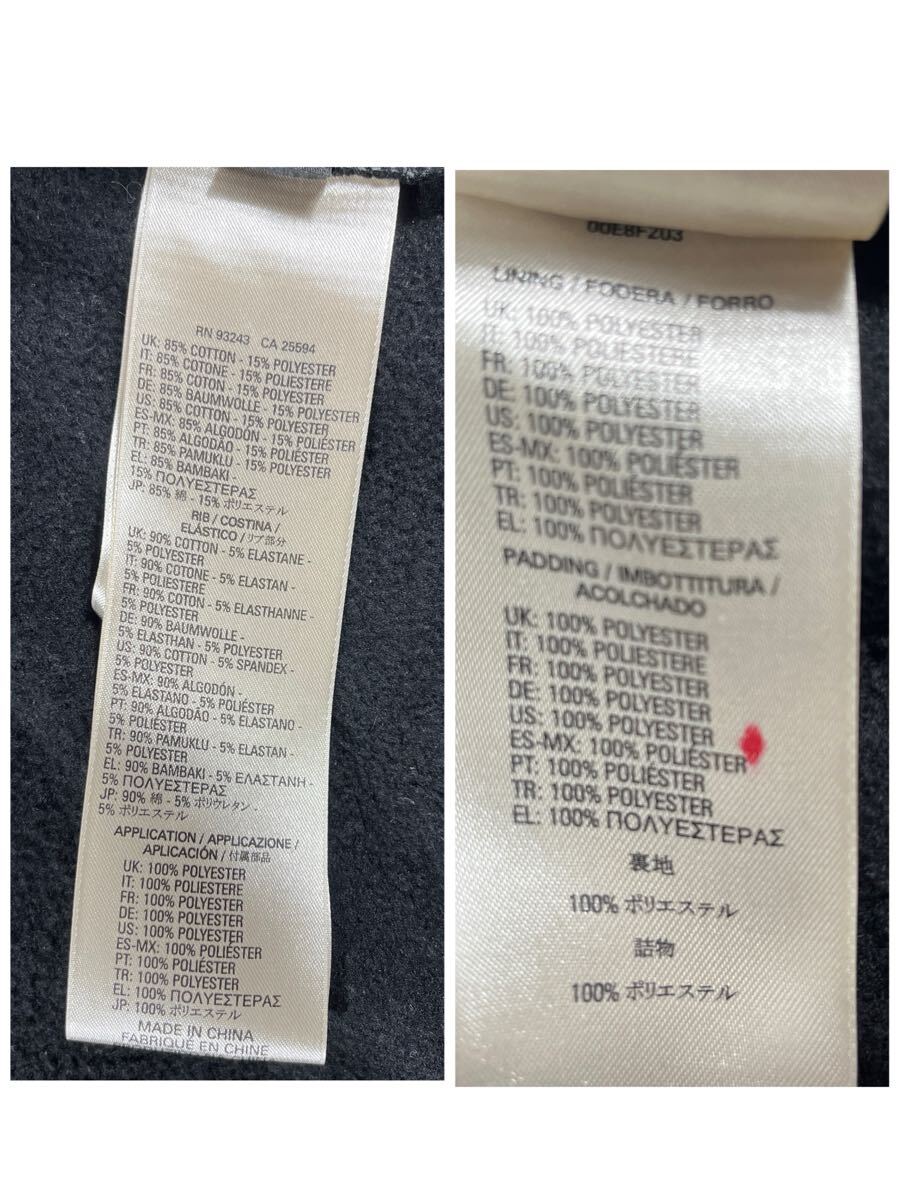 RN 93243 CA 25594
UK: 85% COTTON - 15% POLYESTER
IT: 85% COTONE - 15% POLIESTERE
FR: 85% COTON - 15% POLYESTER
DE: 85% BAUMWOLLE - 15% POLYESTER
US: 85% COTTON - 15% POLYESTER
ES-MX: 85% ALGODÓN - 15% POLIÉSTER
PT: 85% ALGODÃO - 15% POLIÉSTER
TR: 85% PAMUKLU - 15% POLYESTER
EL: 85% BAMBAKI -
15% ΠΟΛΥΕΣΤΕΡΑΣ
JP: 85% 綿 - 15% ポリエステル
RIB / COSTINA /
ELÁSTICO / リブ部分
UK: 90% COTTON - 5% ELASTANE -
5% POLYESTER
IT: 90% COTONE - 5% ELASTAN -
5% POLIESTERE
FR: 90% COTON - 5% ELASTHANNE -
5% POLYESTER
DE: 90% BAUMWOLLE -
5% ELASTHAN - 5% POLYESTER
US: 90% COTTON - 5% SPANDEX -
5% POLYESTER
ES-MX: 90% ALGODÓN -
5% ELASTANO - 5% POLIÉSTER
PT: 90% ALGODÃO - 5% ELASTANO -
5% POLIÉSTER
TR: 90% PAMUKLU - 5% ELASTAN -
5% POLYESTER
EL: 90% BAMBAKI - 5% ΕΛΑΣΤΑΝΗ -
5% ΠΟΛΥΕΣΤΕΡΑΣ
JP: 90% 綿 - 5% ポリウレタン -
5% ポリエステル
APPLICATION / APPLICAZIONE /
APLICACIÓN / 付属部品
UK: 100% POLYESTER
IT: 100% POLIESTERE
FR: 100% POLYESTER
DE: 100% POLYESTER
US: 100% POLYESTER
ES-MX: 100% POLIÉSTER
PT: 100% POLIÉSTER
TR: 100% POLYESTER
EL: 100% ΠΟΛΥΕΣΤΕΡΑΣ
JP: 100% ポリエステル
MADE IN CHINA
FABRIQUÉ EN CHINE
00E8FZ03
LINING / FODERA / FORRO
UK: 100% POLYESTER
IT: 100% POLIESTERE
FR: 100% POLYESTER
DE: 100% POLYESTER
US: 100% POLYESTER
ES-MX: 100% POLIÉSTER
PT: 100% POLIÉSTER
TR: 100% POLYESTER
EL: 100% ΠΟΛΥΕΣΤΕΡΑΣ
PADDING / IMBOTTITURA /
ACOLCHADO
UK: 100% POLYESTER
IT: 100% POLIESTERE
FR: 100% POLYESTER
DE: 100% POLYESTER
US: 100% POLYESTER
ES-MX: 100% POLIÉSTER
PT: 100% POLIÉSTER
TR: 100% POLYESTER
EL: 100% ΠΟΛΥΕΣΤΕΡΑΣ
裏地
100% ポリエステル
詰物
100% ポリエステル